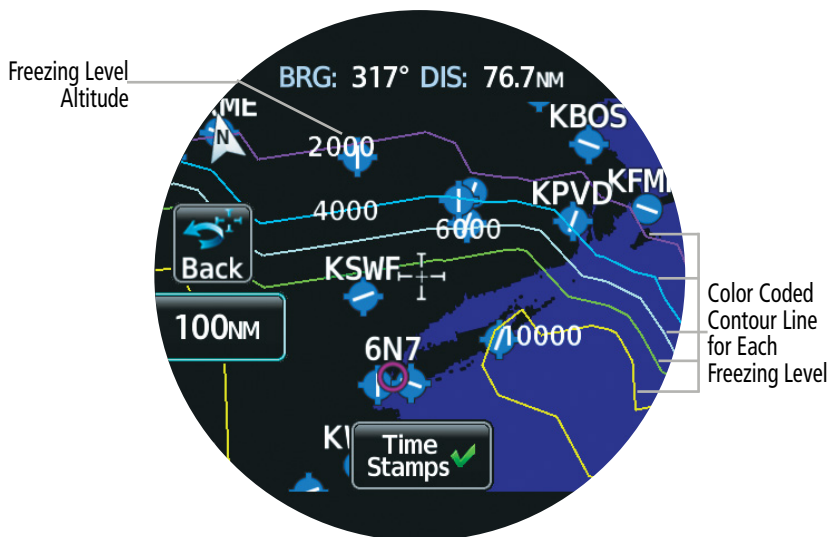 Freezing Level
Altitude
BRG: 317° DIS: 76.7NM
KBOS
2000
KPVD
4000
6000
Back
KSWF
100NM
10000
6N7
Time
Stamps
Color Coded
Contour Line
for Each
Freezing Level
N